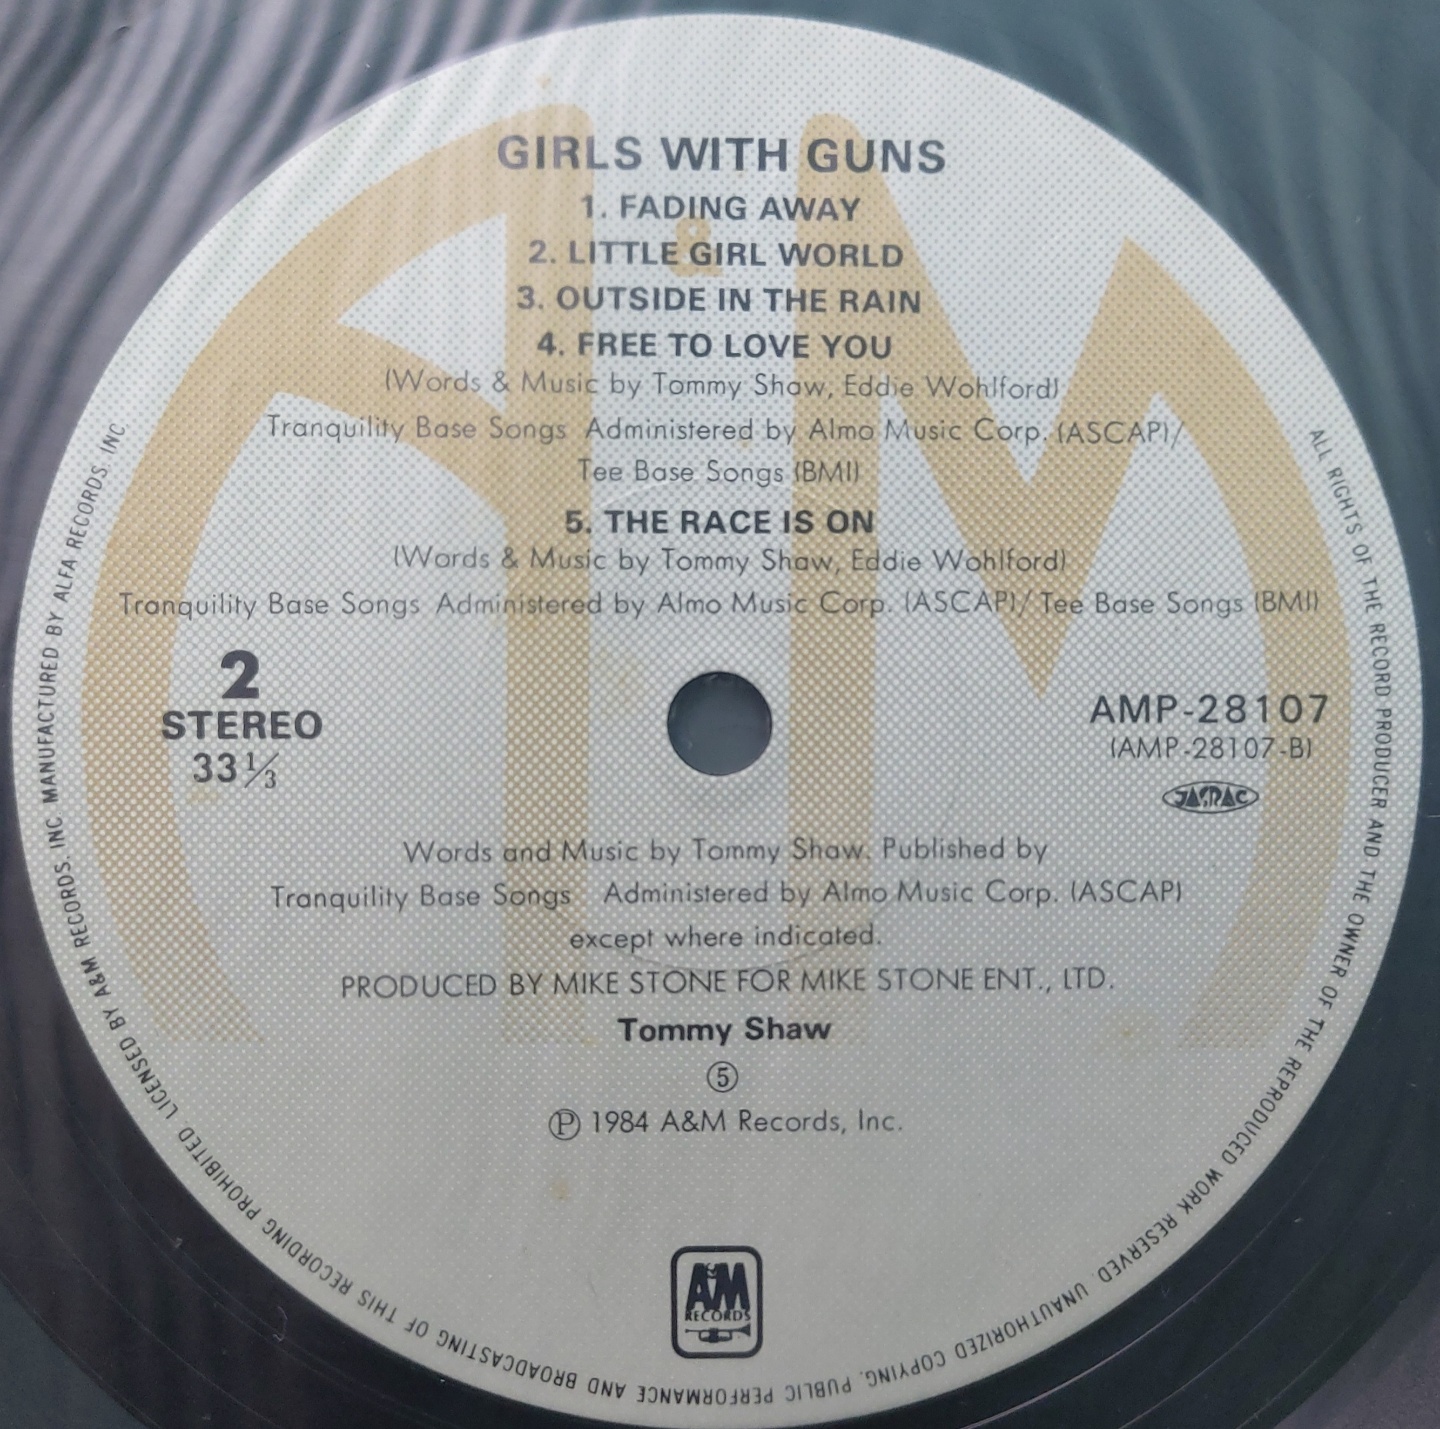 GIRLS WITH GUNS
1. FADING AWAY
2. LITTLE GIRL WORLD
3. OUTSIDE IN THE RAIN
4. FREE TO LOVE YOU
(Words & Music by Tommy Shaw, Eddie Wohlford)
Tranquility Base Songs Administered by Almo Music Corp. (ASCAP)/
Tee Base Songs (BMI)
5. THE RACE IS ON
(Words & Music by Tommy Shaw, Eddie Wohlford)
Tranquility Base Songs Administered by Almo Music Corp. (ASCAP)/ Tee Base Songs (BMI)
2
STEREO
33 1/3
AMP-28107
(AMP-28107-B)
JASRAC
Words and Music by Tommy Shaw. Published by
Tranquility Base Songs Administered by Almo Music Corp. (ASCAP)
except where indicated.
PRODUCED BY MIKE STONE FOR MIKE STONE ENT., LTD.
Tommy Shaw
⑤
℗ 1984 A&M Records, Inc.
A&M
RECORDS
ALL RIGHTS OF THE RECORD PRODUCER AND THE OWNER OF THE REPRODUCED WORK RESERVED. UNAUTHORIZED COPYING, PUBLIC PERFORMANCE AND BROADCASTING OF THIS RECORDING PROHIBITED. LICENSED BY A&M RECORDS, INC. MANUFACTURED BY ALFA RECORDS, INC.
A&M